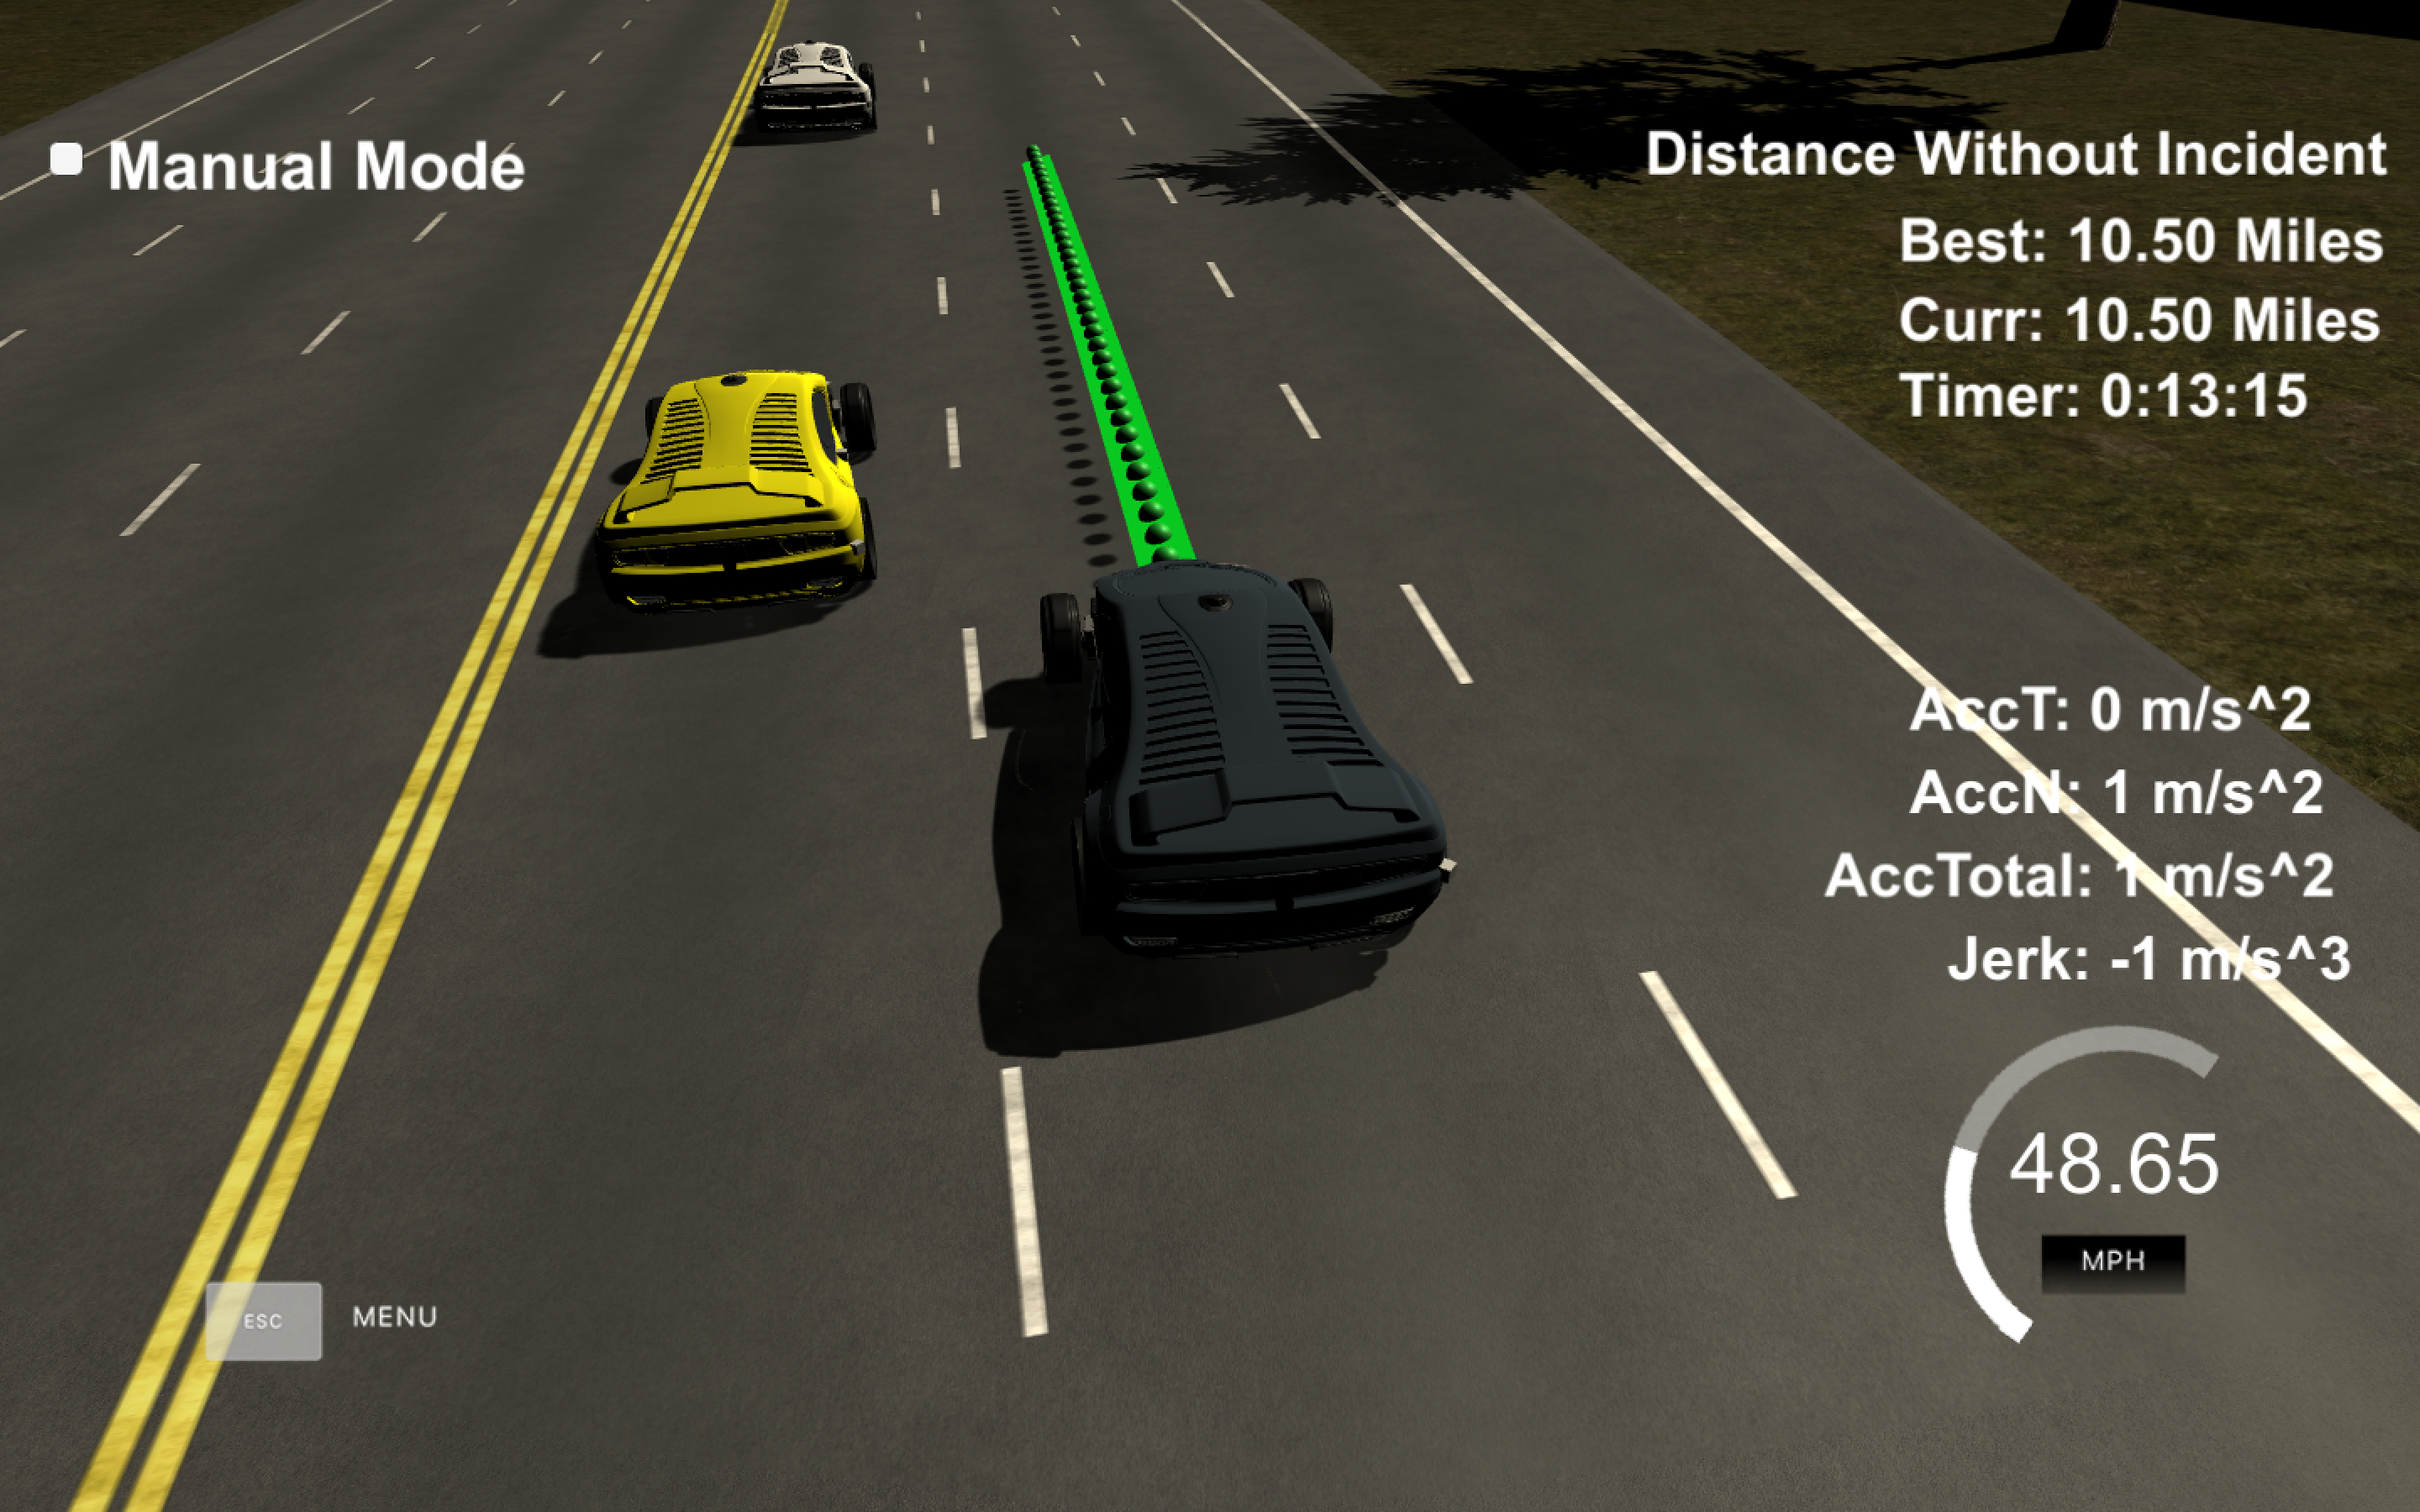 Manual Mode
Distance Without Incident
Best: 10.50 Miles
Curr: 10.50 Miles
Timer: 0:13:15
AccT: 0 m/s^2
AccN: 1 m/s^2
AccTotal: 1 m/s^2
Jerk: -1 m/s^3
48.65
MPH
ESC MENU